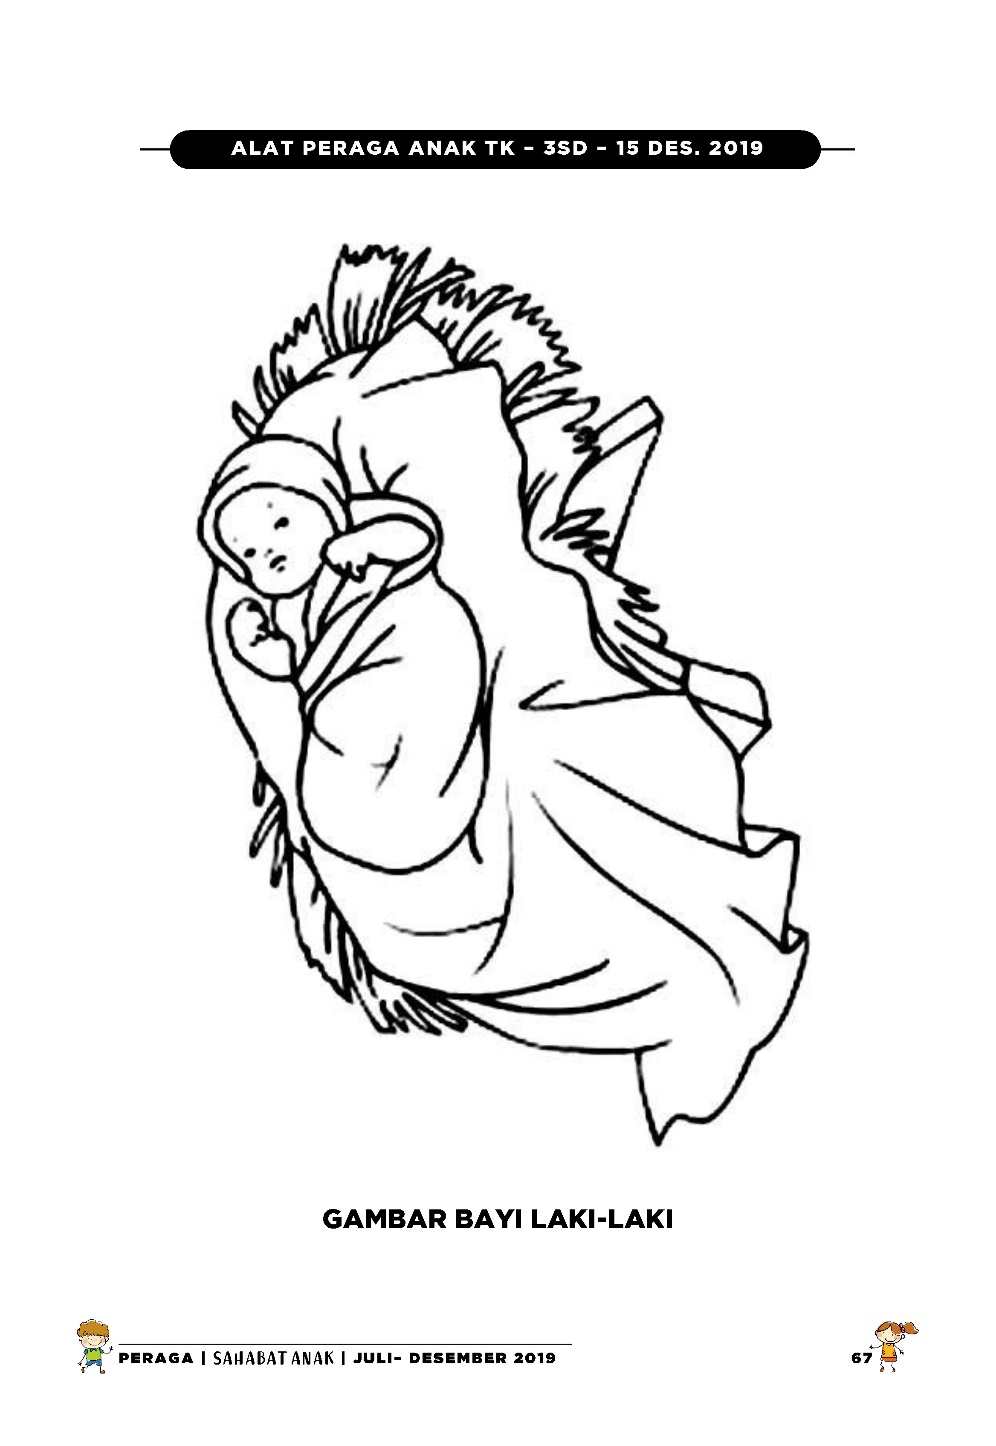 ALAT PERAGA ANAK TK – 3SD – 15 DES. 2019
GAMBAR BAYI LAKI-LAKI
PERAGA | SAHABAT ANAK | JULI– DESEMBER 2019
67